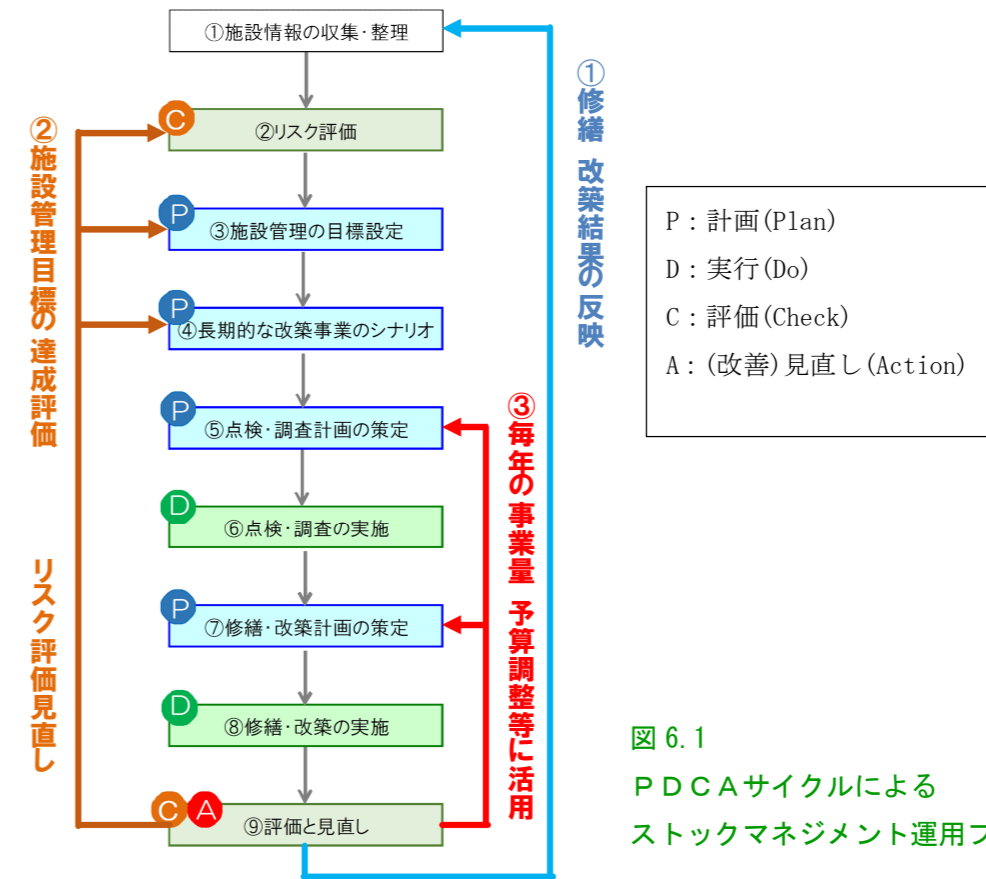 ①施設情報の収集・整理
C
②リスク評価
P
③施設管理の目標設定
P
④長期的な改築事業のシナリオ
P
⑤点検・調査計画の策定
D
⑥点検・調査の実施
P
⑦修繕・改築計画の策定
D
⑧修繕・改築の実施
C A
⑨評価と見直し
②施設管理目標の達成評価
リスク評価見直し
①修繕 改築結果の反映
③毎年の事業量 予算調整等に活用
P：計画(Plan)
D：実行(Do)
C：評価(Check)
A：(改善)見直し(Action)
図 6.1
ＰＤＣＡサイクルによる
ストックマネジメント運用フ